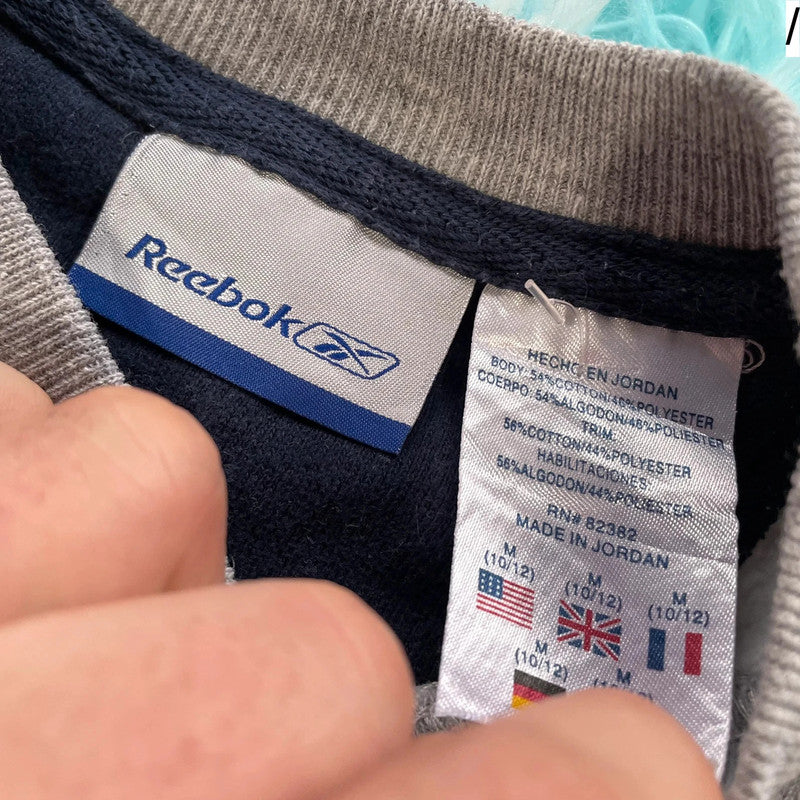 Reebok
HECHO EN JORDAN
BODY: 54%COTTON/46%POLYESTER
CUERPO: 54%ALGODON/46%POLIESTER
TRIM:
56%COTTON/44%POLYESTER
HABILITACIONES:
56%ALGODON/44%POLIESTER
RN# 82382
MADE IN JORDAN
M
(10/12)
M
(10/12)
M
(10/12)
M
(10/12)